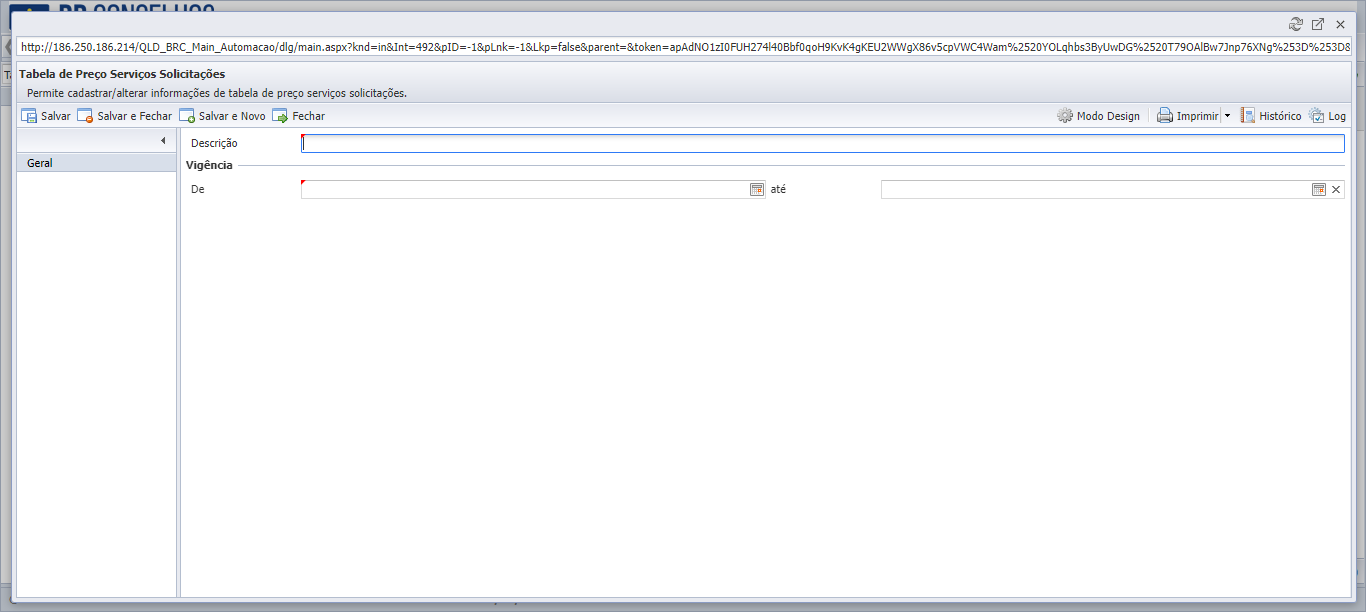 http://186.250.186.214/QLD_BRC_Main_Automacao/dlg/main.aspx?knd=in&Int=492&pID=-1&pLnk=-1&Lkp=false&parent=&token=apAdNO1zI0FUH274l40Bbf0qoH9KvK4gKEU2WWgX86v5cpVWC4Wam%2520YOLqhbs3ByUwDG%2520T79OAlBw7Jnp76XNg%253D%253D&
Tabela de Preço Serviços Solicitações
Permite cadastrar/alterar informações de tabela de preço serviços solicitações.
Salvar Salvar e Fechar Salvar e Novo Fechar Modo Design Imprimir Histórico Log
Geral
Descrição
Vigência
De até